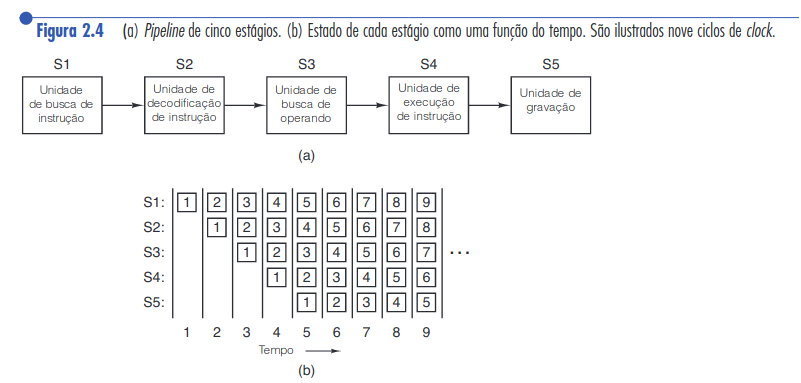 Figura 2.4 (a) Pipeline de cinco estágios. (b) Estado de cada estágio como uma função do tempo. São ilustrados nove ciclos de clock.
S1 S2 S3 S4 S5
Unidade
de busca de
instrução
Unidade de
decodificação
de instrução
Unidade de
busca de
operando
Unidade de
execução
de instrução
Unidade de
gravação
(a)
S1: 1 2 3 4 5 6 7 8 9
S2: 1 2 3 4 5 6 7 8
S3: 1 2 3 4 5 6 7 ...
S4: 1 2 3 4 5 6
S5: 1 2 3 4 5
1 2 3 4 5 6 7 8 9
Tempo
(b)